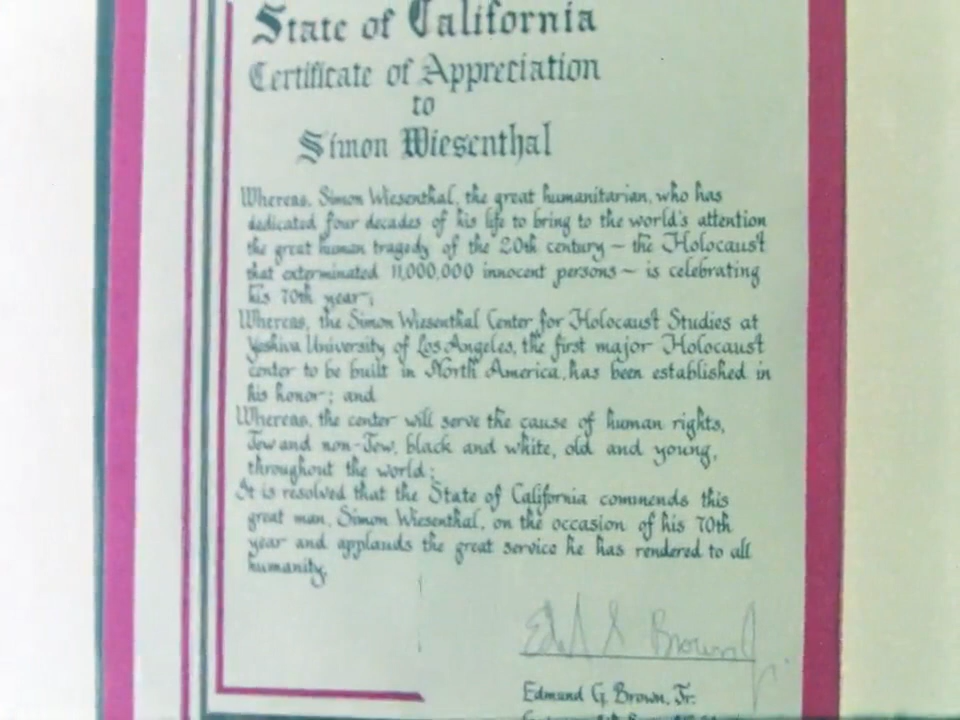 State of California
Certificate of Appreciation
to
Simon Wiesenthal
Whereas, Simon Wiesenthal, the great humanitarian, who has
dedicated four decades of his life to bring to the world's attention
the great human tragedy of the 20th century ~ the Holocaust
that exterminated 11,000,000 innocent persons ~ is celebrating
his 70th year;
Whereas, the Simon Wiesenthal Center for Holocaust Studies at
Yeshiva University of Los Angeles, the first major Holocaust
center to be built in North America, has been established in
his honor; and
Whereas, the center will serve the cause of human rights,
Jew and non-Jew, black and white, old and young,
throughout the world;
It is resolved that the State of California commends this
great man, Simon Wiesenthal, on the occasion of his 70th
year and applauds the great service he has rendered to all
humanity.
Edmund G. Brown, Jr.